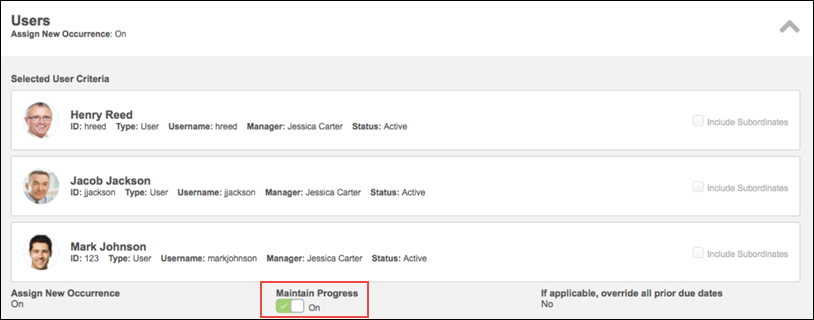 Users
Assign New Occurrence: On
Selected User Criteria
Henry Reed
ID: hreed Type: User Username: hreed Manager: Jessica Carter Status: Active
Include Subordinates
Jacob Jackson
ID: jjackson Type: User Username: jjackson Manager: Jessica Carter Status: Active
Include Subordinates
Mark Johnson
ID: 123 Type: User Username: markjohnson Manager: Jessica Carter Status: Active
Include Subordinates
Assign New Occurrence
On
Maintain Progress
On
If applicable, override all prior due dates
No